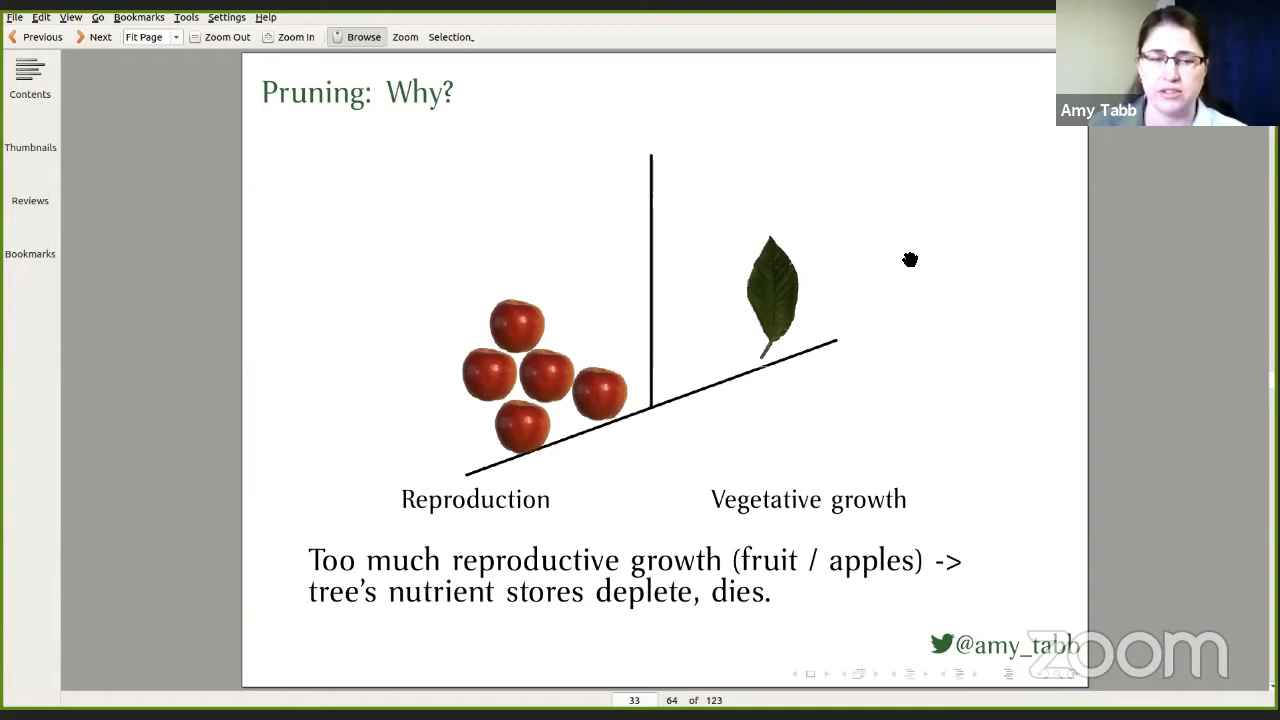 File Edit View Go Bookmarks Tools Settings Help
Previous Next Fit Page Zoom Out Zoom In Browse Zoom Selection
Contents
Thumbnails
Reviews
Bookmarks
Amy Tabb
Pruning: Why?
Reproduction Vegetative growth
Too much reproductive growth (fruit / apples) ->
tree's nutrient stores deplete, dies.
@amy_tabb
zoom
33 64 of 123